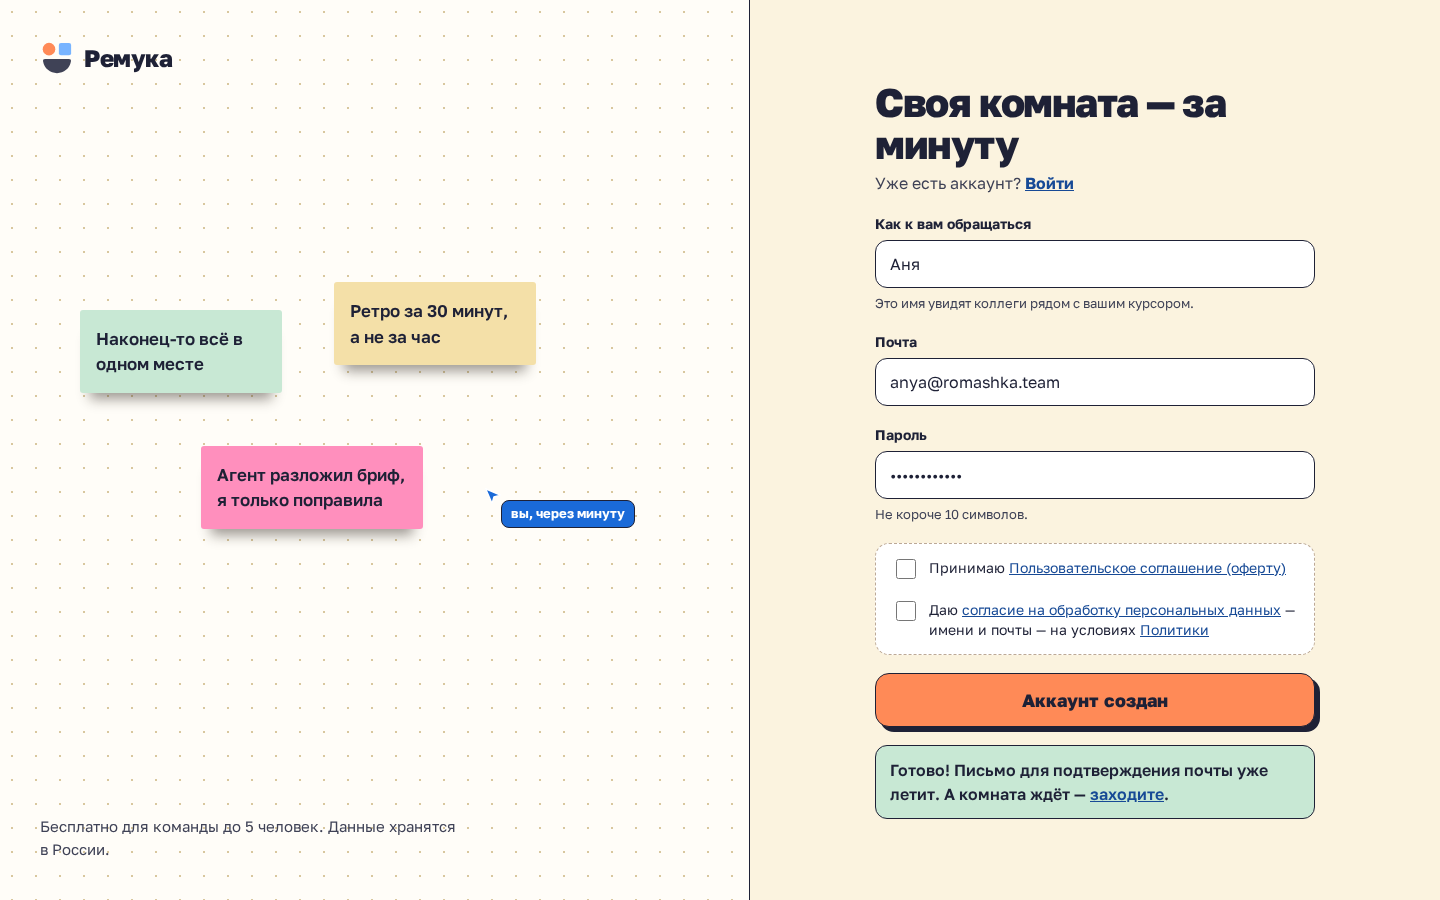 Ремука
Наконец-то всё в
одном месте
Ретро за 30 минут,
а не за час
Агент разложил бриф,
я только поправила
вы, через минуту
Бесплатно для команды до 5 человек. Данные хранятся
в России.
Своя комната — за
минуту
Уже есть аккаунт? Войти
Как к вам обращаться
Аня
Это имя увидят коллеги рядом с вашим курсором.
Почта
anya@romashka.team
Пароль
••••••••••••
Не короче 10 символов.
Принимаю Пользовательское соглашение (оферту)
Даю согласие на обработку персональных данных —
имени и почты — на условиях Политики
Аккаунт создан
Готово! Письмо для подтверждения почты уже
летит. А комната ждёт — заходите.